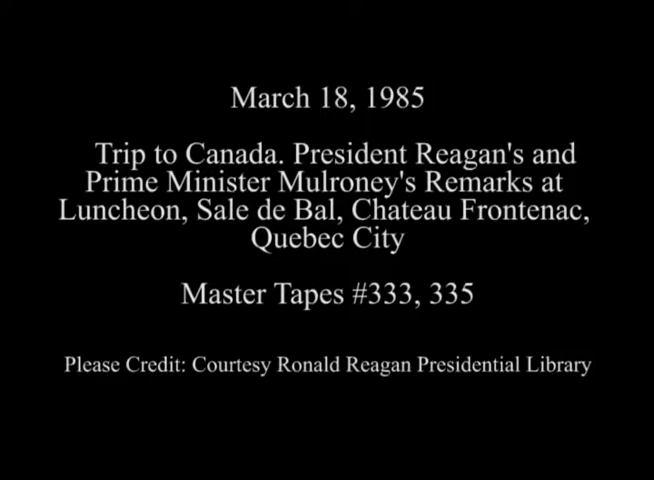 March 18, 1985
Trip to Canada. President Reagan's and
Prime Minister Mulroney's Remarks at
Luncheon, Sale de Bal, Chateau Frontenac,
Quebec City
Master Tapes #333, 335
Please Credit: Courtesy Ronald Reagan Presidential Library